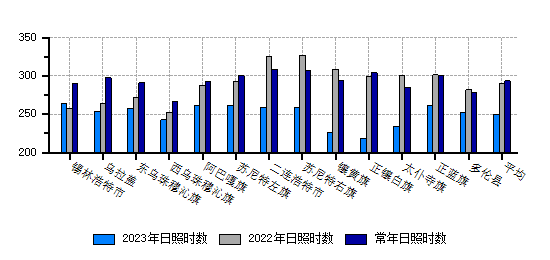 350
300
250
200
锡林浩特市
乌拉盖
东乌珠穆沁旗
西乌珠穆沁旗
阿巴嘎旗
苏尼特左旗
二连浩特市
苏尼特右旗
镶黄旗
正镶白旗
太仆寺旗
正蓝旗
多伦县
平均
2023年日照时数 2022年日照时数 常年日照时数